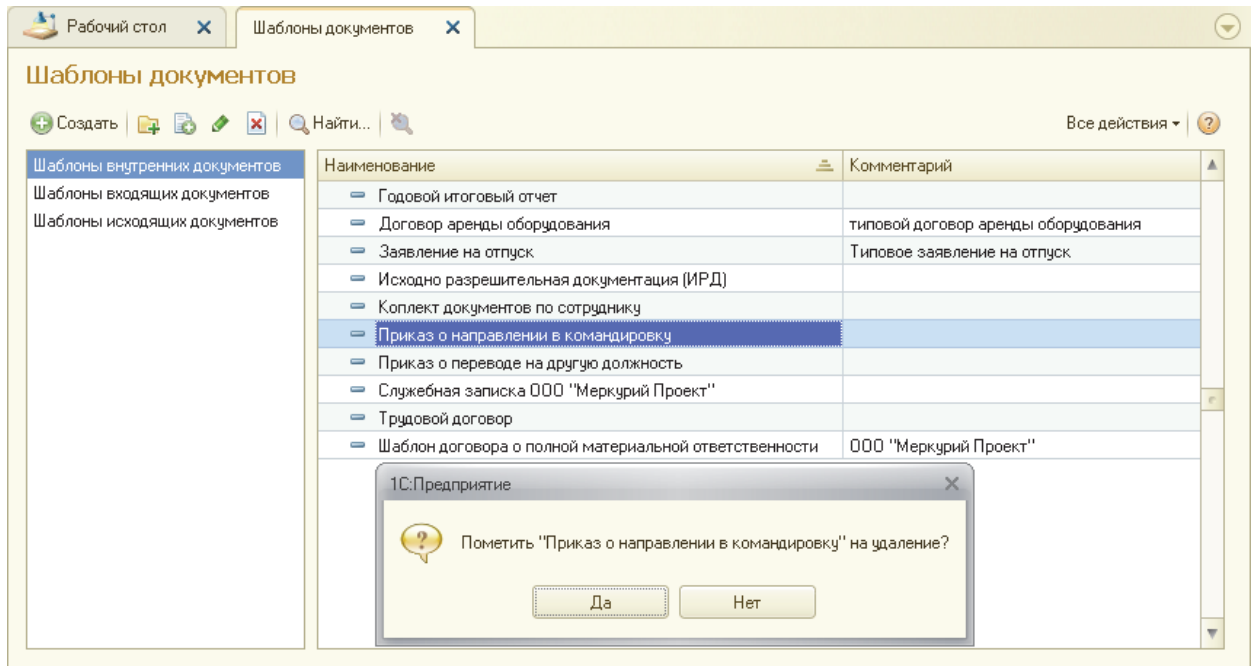 Рабочий стол
Шаблоны документов
Шаблоны документов
Создать
Найти...
Все действия
Шаблоны внутренних документов
Шаблоны входящих документов
Шаблоны исходящих документов
Наименование Комментарий
Годовой итоговый отчет
Договор аренды оборудования типовой договор аренды оборудования
Заявление на отпуск Типовое заявление на отпуск
Исходно разрешительная документация (ИРД)
Коплект документов по сотруднику
Приказ о направлении в командировку
Приказ о переводе на другую должность
Служебная записка ООО "Меркурий Проект"
Трудовой договор
Шаблон договора о полной материальной ответственности ООО "Меркурий Проект"
1С:Предприятие
Пометить "Приказ о направлении в командировку" на удаление?
Да Нет